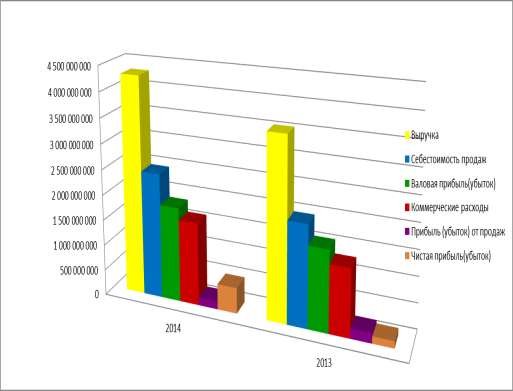 4 500 000 000
4 000 000 000
3 500 000 000
3 000 000 000
2 500 000 000
2 000 000 000
1 500 000 000
1 000 000 000
500 000 000
0
2014
2013
Выручка
Себестоимость продаж
Валовая прибыль(убыток)
Коммерческие расходы
Прибыль (убыток) от продаж
Чистая прибыль(убыток)